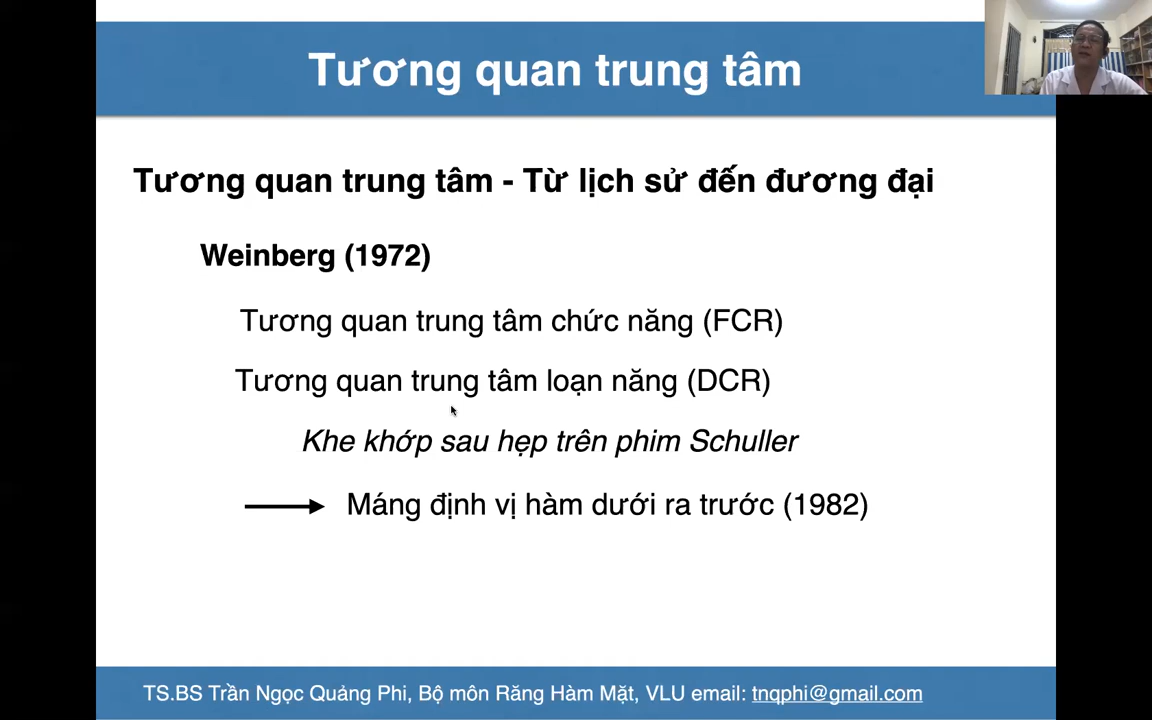 Tương quan trung tâm
Tương quan trung tâm - Từ lịch sử đến đương đại
Weinberg (1972)
Tương quan trung tâm chức năng (FCR)
Tương quan trung tâm loạn năng (DCR)
Khe khớp sau hẹp trên phim Schuller
Máng định vị hàm dưới ra trước (1982)
TS.BS Trần Ngọc Quảng Phi, Bộ môn Răng Hàm Mặt, VLU email: tnqphi@gmail.com